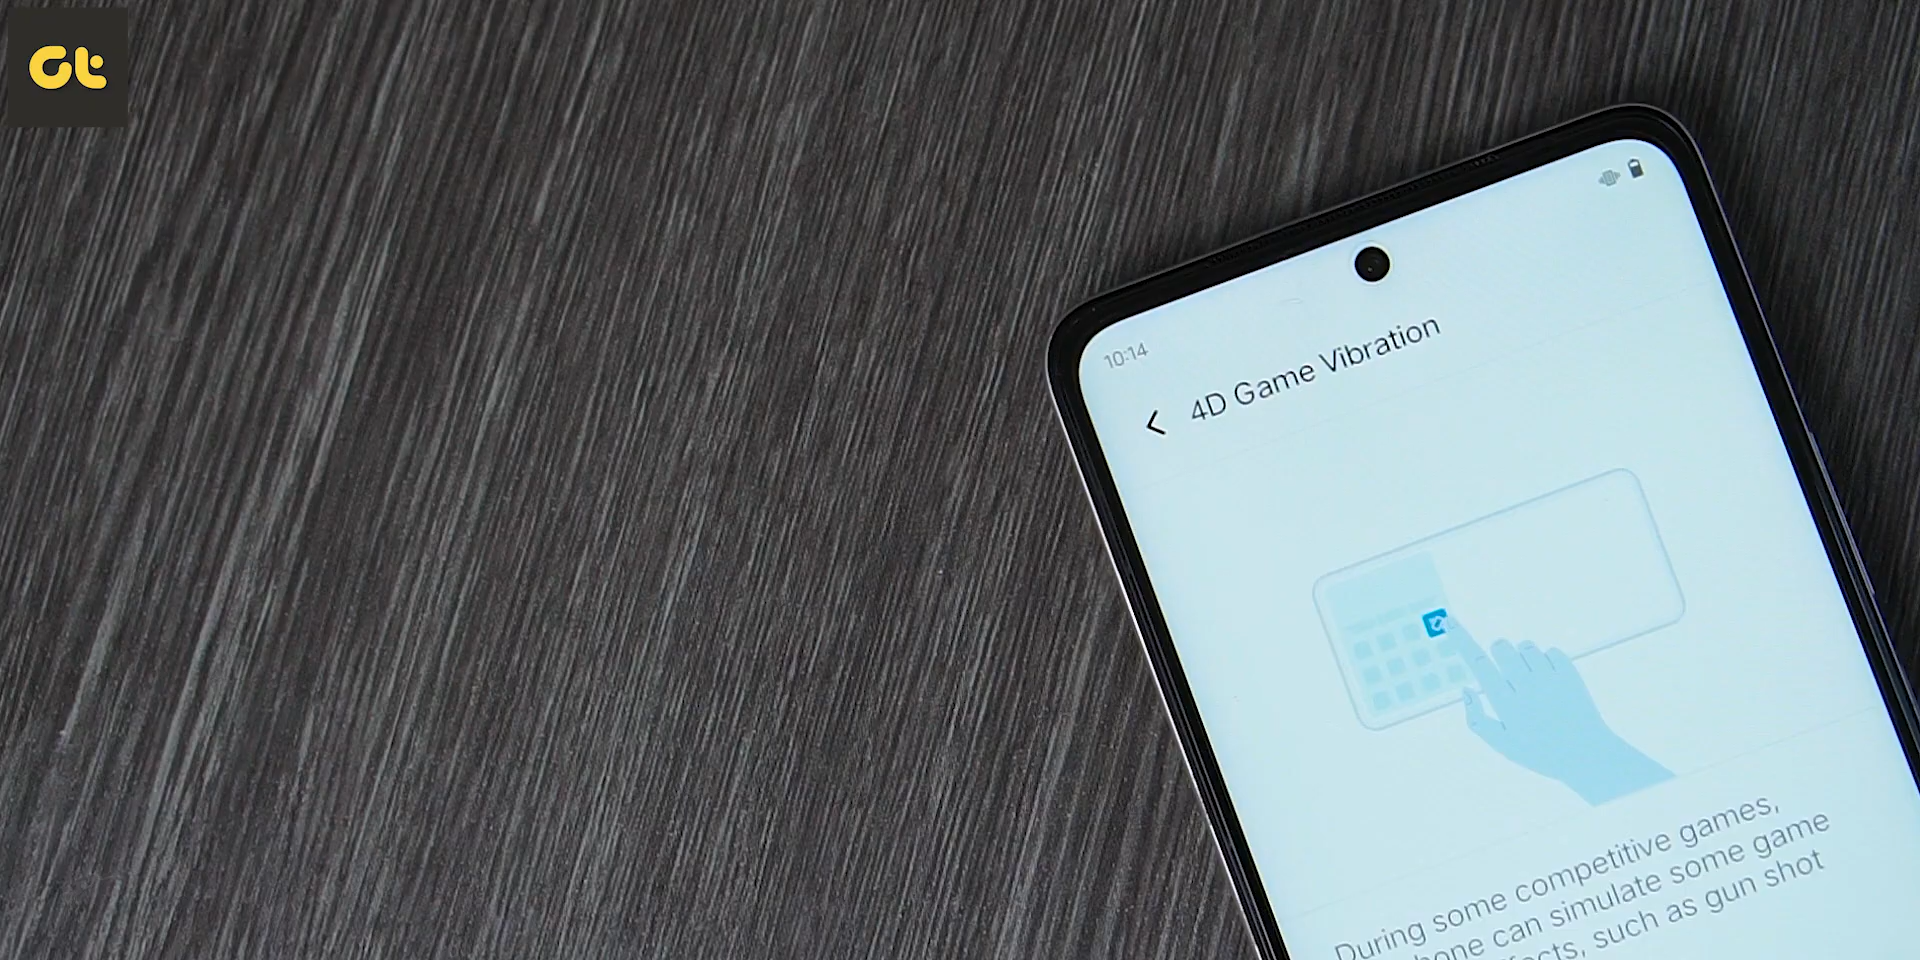 Gt
10:14
4D Game Vibration
During some competitive games,
can simulate some game
such as gun shot